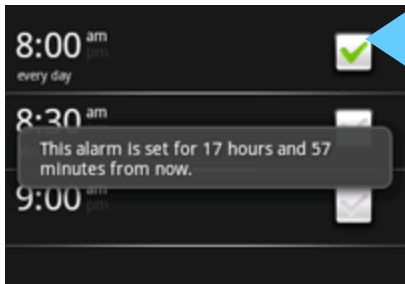 8:00 am pm
every day
8:30 am
This alarm is set for 17 hours and 57
minutes from now.
9:00 am pm